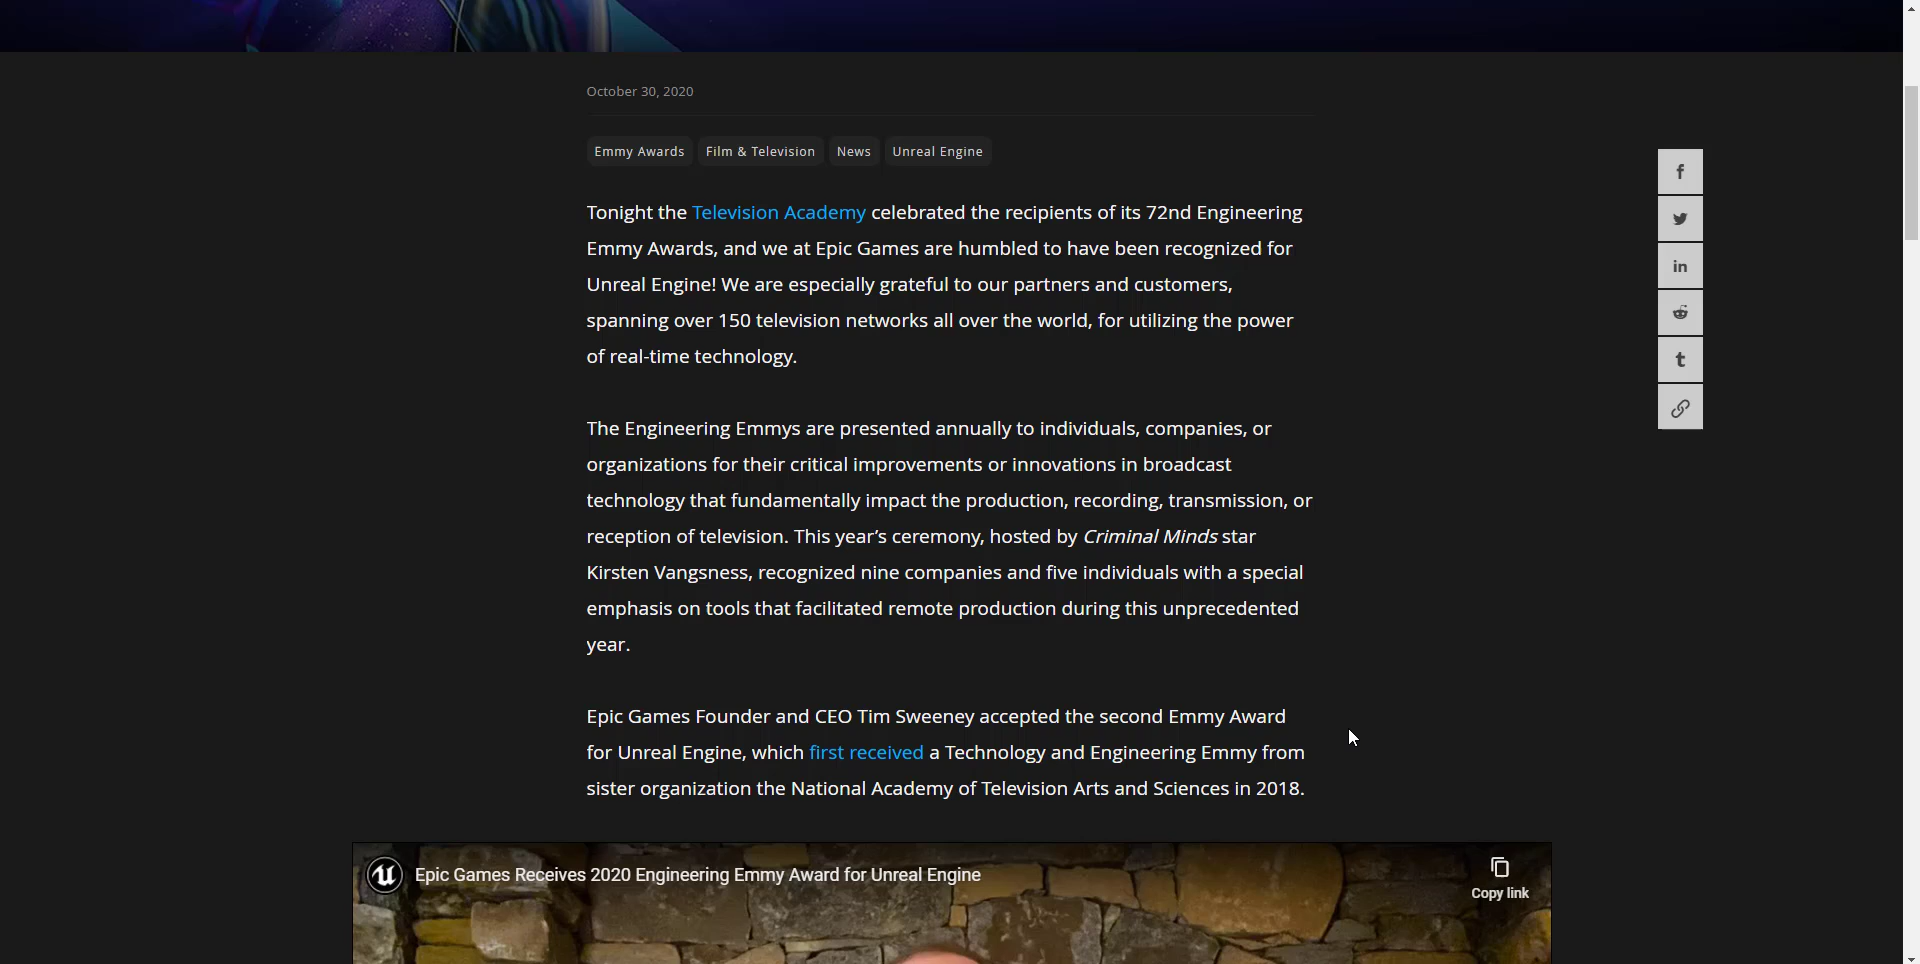 October 30, 2020
Emmy Awards Film & Television News Unreal Engine
Tonight the Television Academy celebrated the recipients of its 72nd Engineering
Emmy Awards, and we at Epic Games are humbled to have been recognized for
Unreal Engine! We are especially grateful to our partners and customers,
spanning over 150 television networks all over the world, for utilizing the power
of real-time technology.
The Engineering Emmys are presented annually to individuals, companies, or
organizations for their critical improvements or innovations in broadcast
technology that fundamentally impact the production, recording, transmission, or
reception of television. This year’s ceremony, hosted by Criminal Minds star
Kirsten Vangsness, recognized nine companies and five individuals with a special
emphasis on tools that facilitated remote production during this unprecedented
year.
Epic Games Founder and CEO Tim Sweeney accepted the second Emmy Award
for Unreal Engine, which first received a Technology and Engineering Emmy from
sister organization the National Academy of Television Arts and Sciences in 2018.
Epic Games Receives 2020 Engineering Emmy Award for Unreal Engine
Copy link